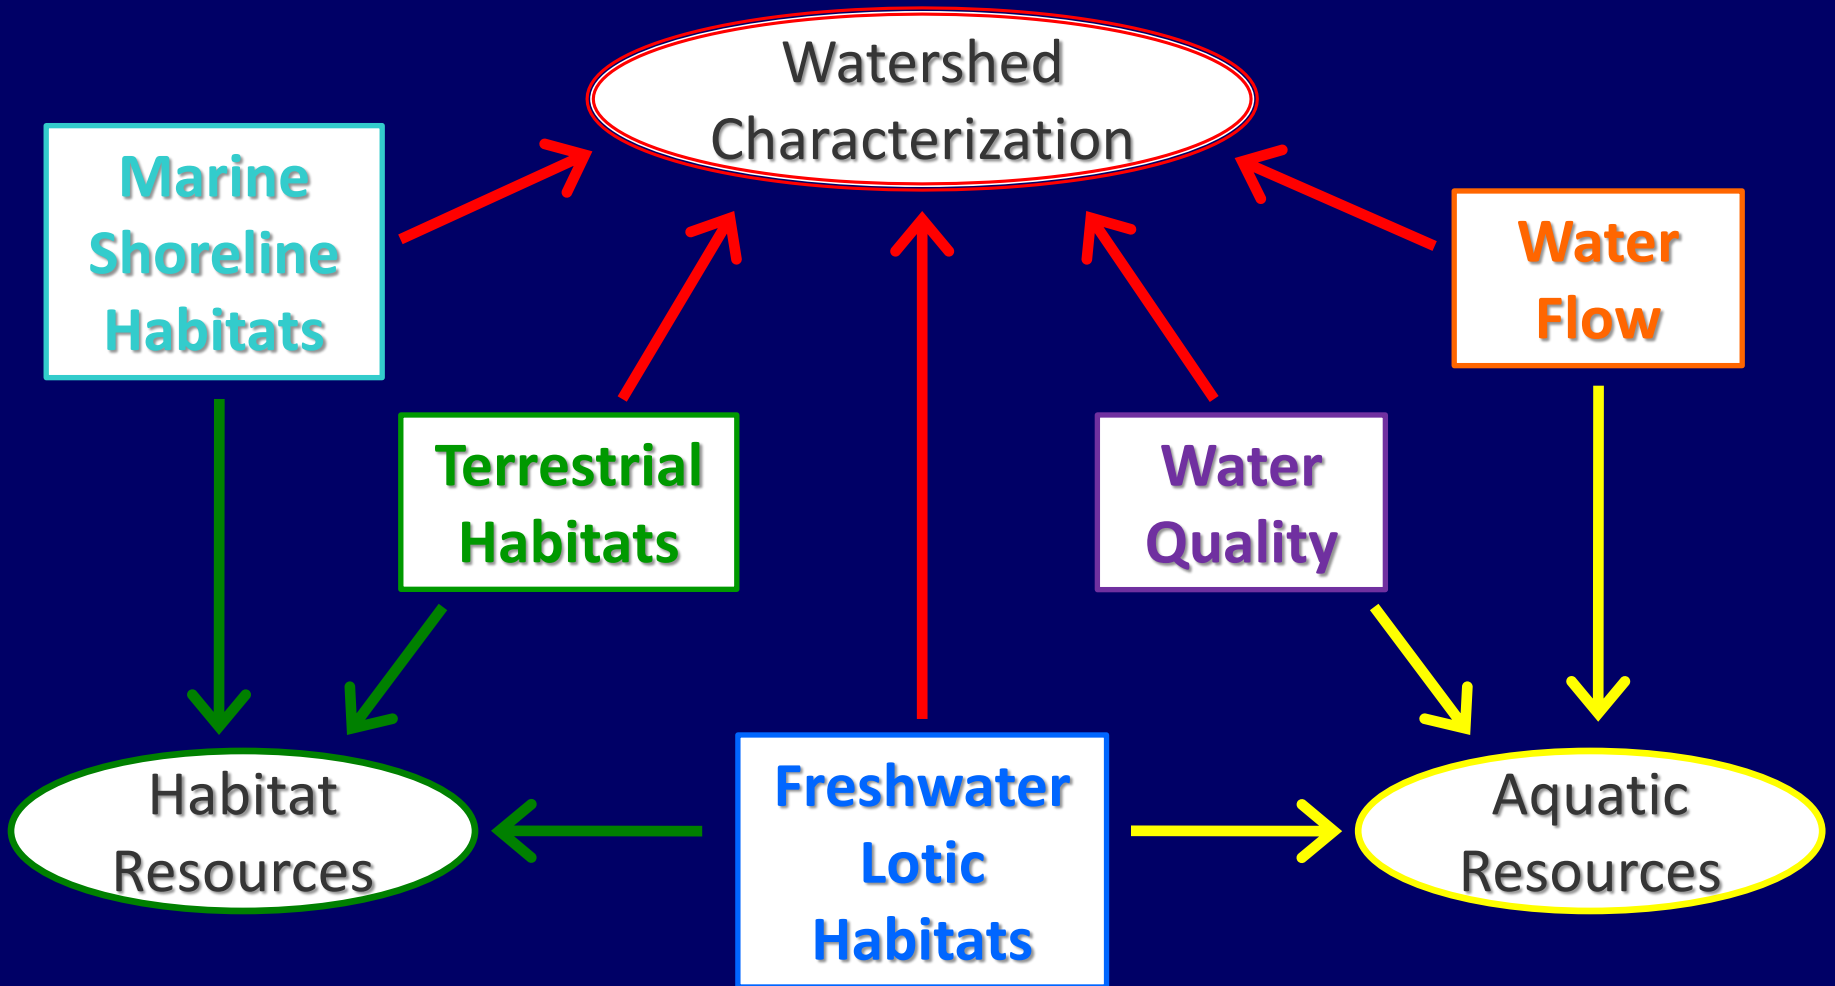 Watershed
Characterization
Marine
Shoreline
Habitats
Water
Flow
Terrestrial
Habitats
Water
Quality
Freshwater
Lotic
Habitats
Habitat
Resources
Aquatic
Resources